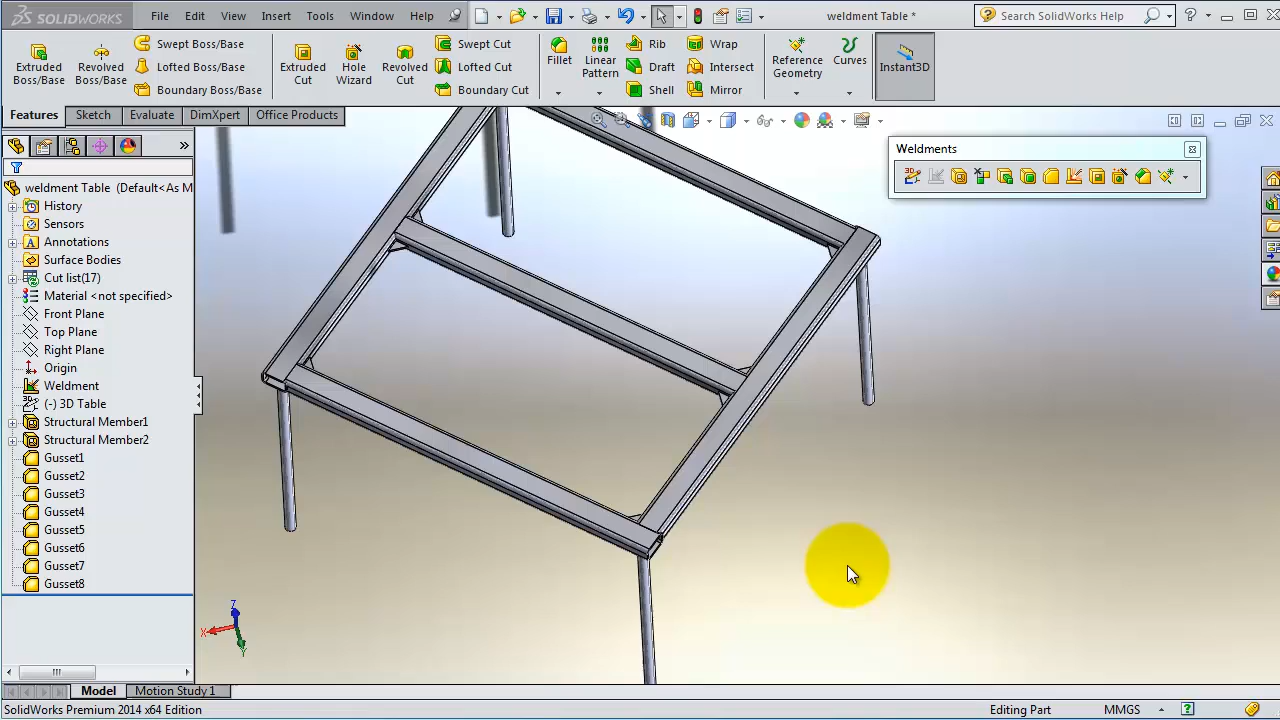 SOLIDWORKS File Edit View Insert Tools Window Help weldment Table * Search SolidWorks Help
Extruded Boss/Base
Revolved Boss/Base
Swept Boss/Base
Lofted Boss/Base
Boundary Boss/Base
Extruded Cut
Hole Wizard
Revolved Cut
Swept Cut
Lofted Cut
Boundary Cut
Fillet
Linear Pattern
Rib
Draft
Shell
Wrap
Intersect
Mirror
Reference Geometry
Curves
Instant3D
Features Sketch Evaluate DimXpert Office Products
Weldments
weldment Table (Default<As M
History
Sensors
Annotations
Surface Bodies
Cut list(17)
Material <not specified>
Front Plane
Top Plane
Right Plane
Origin
Weldment
(-) 3D Table
Structural Member1
Structural Member2
Gusset1
Gusset2
Gusset3
Gusset4
Gusset5
Gusset6
Gusset7
Gusset8
Z
X
Y
Model Motion Study 1
SolidWorks Premium 2014 x64 Edition Editing Part MMGS